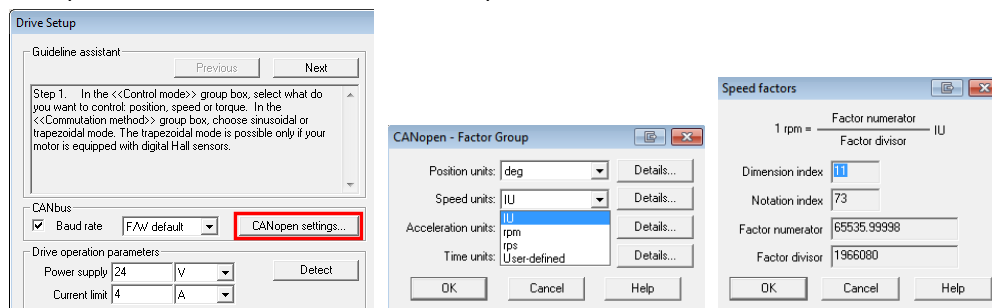 Drive Setup
Guideline assistant
Previous
Next
Step 1. In the <<Control mode>> group box, select what do
you want to control: position, speed or torque. In the
<<Commutation method>> group box, choose sinusoidal or
trapezoidal mode. The trapezoidal mode is possible only if your
motor is equipped with digital Hall sensors.
CANbus
Baud rate
F/W default
CANopen settings...
Drive operation parameters
Power supply 24 V
Detect
Current limit 4 A
CANopen - Factor Group
Position units: deg Details...
Speed units: IU Details...
IU
rpm
rps
User-defined
Acceleration units: Details...
Time units: Details...
OK Cancel Help
Speed factors
1 rpm = Factor numerator
Factor divisor
IU
Dimension index 11
Notation index 73
Factor numerator 65535.99998
Factor divisor 1966080
OK Cancel Help